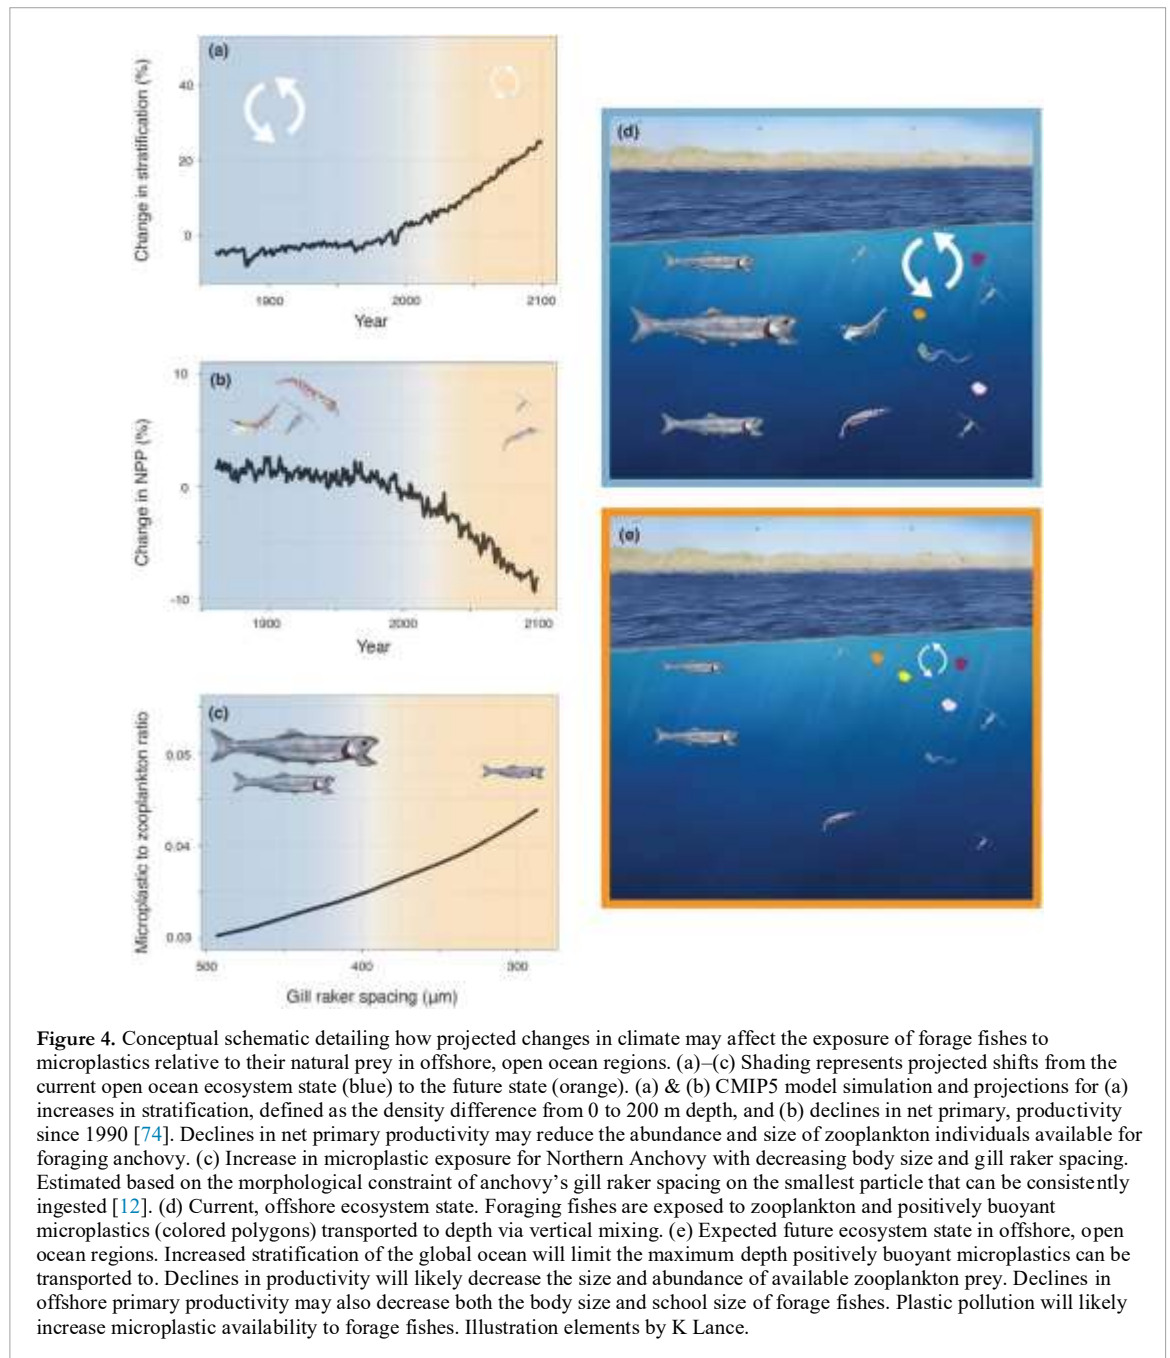 (a)
Change in stratification (%)
40
20
0
1900 2000 2100
Year
(b)
Change in NPP (%)
10
0
-10
1900 2000 2100
Year
(c)
Microplastic to zooplankton ratio
0.05
0.04
0.03
500 400 300
Gill raker spacing (μm)
(d)
(e)
Figure 4. Conceptual schematic detailing how projected changes in climate may affect the exposure of forage fishes to
microplastics relative to their natural prey in offshore, open ocean regions. (a)–(c) Shading represents projected shifts from the
current open ocean ecosystem state (blue) to the future state (orange). (a) & (b) CMIP5 model simulation and projections for (a)
increases in stratification, defined as the density difference from 0 to 200 m depth, and (b) declines in net primary, productivity
since 1990 [74]. Declines in net primary productivity may reduce the abundance and size of zooplankton individuals available for
foraging anchovy. (c) Increase in microplastic exposure for Northern Anchovy with decreasing body size and gill raker spacing.
Estimated based on the morphological constraint of anchovy's gill raker spacing on the smallest particle that can be consistently
ingested [12]. (d) Current, offshore ecosystem state. Foraging fishes are exposed to zooplankton and positively buoyant
microplastics (colored polygons) transported to depth via vertical mixing. (e) Expected future ecosystem state in offshore, open
ocean regions. Increased stratification of the global ocean will limit the maximum depth positively buoyant microplastics can be
transported to. Declines in productivity will likely decrease the size and abundance of available zooplankton prey. Declines in
offshore primary productivity may also decrease both the body size and school size of forage fishes. Plastic pollution will likely
increase microplastic availability to forage fishes. Illustration elements by K Lance.